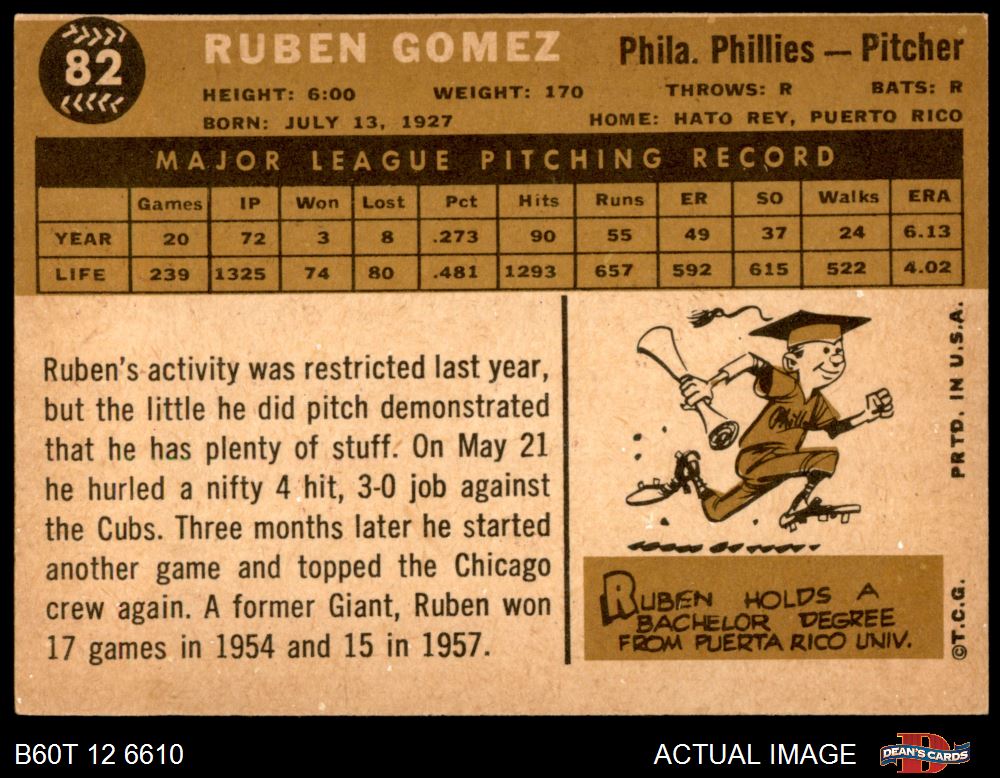 82
RUBEN GOMEZ
Phila. Phillies — Pitcher
HEIGHT: 6:00 WEIGHT: 170 THROWS: R BATS: R
BORN: JULY 13, 1927 HOME: HATO REY, PUERTO RICO
MAJOR LEAGUE PITCHING RECORD
Games IP Won Lost Pct Hits Runs ER SO Walks ERA
YEAR 20 72 3 8 .273 90 55 49 37 24 6.13
LIFE 239 1325 74 80 .481 1293 657 592 615 522 4.02
Ruben's activity was restricted last year,
but the little he did pitch demonstrated
that he has plenty of stuff. On May 21
he hurled a nifty 4 hit, 3-0 job against
the Cubs. Three months later he started
another game and topped the Chicago
crew again. A former Giant, Ruben won
17 games in 1954 and 15 in 1957.
Phills
RUBEN HOLDS A
BACHELOR DEGREE
FROM PUERTA RICO UNIV.
PRTD. IN U.S.A.
©T.C.G.
B60T 12 6610
ACTUAL IMAGE
D
DEAN'S CARDS